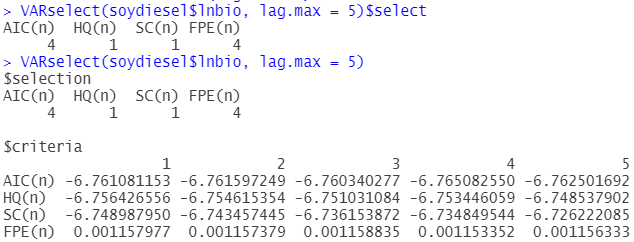 > VARselect(soydiesel$lnbio, lag.max = 5)$select
AIC(n) HQ(n) SC(n) FPE(n)
4 1 1 4
> VARselect(soydiesel$lnbio, lag.max = 5)
$selection
AIC(n) HQ(n) SC(n) FPE(n)
4 1 1 4
$criteria
1 2 3 4 5
AIC(n) -6.761081153 -6.761597249 -6.760340277 -6.765082550 -6.762501692
HQ(n) -6.756426556 -6.754615354 -6.751031084 -6.753446059 -6.748537902
SC(n) -6.748987950 -6.743457445 -6.736153872 -6.734849544 -6.726222085
FPE(n) 0.001157977 0.001157379 0.001158835 0.001153352 0.001156333